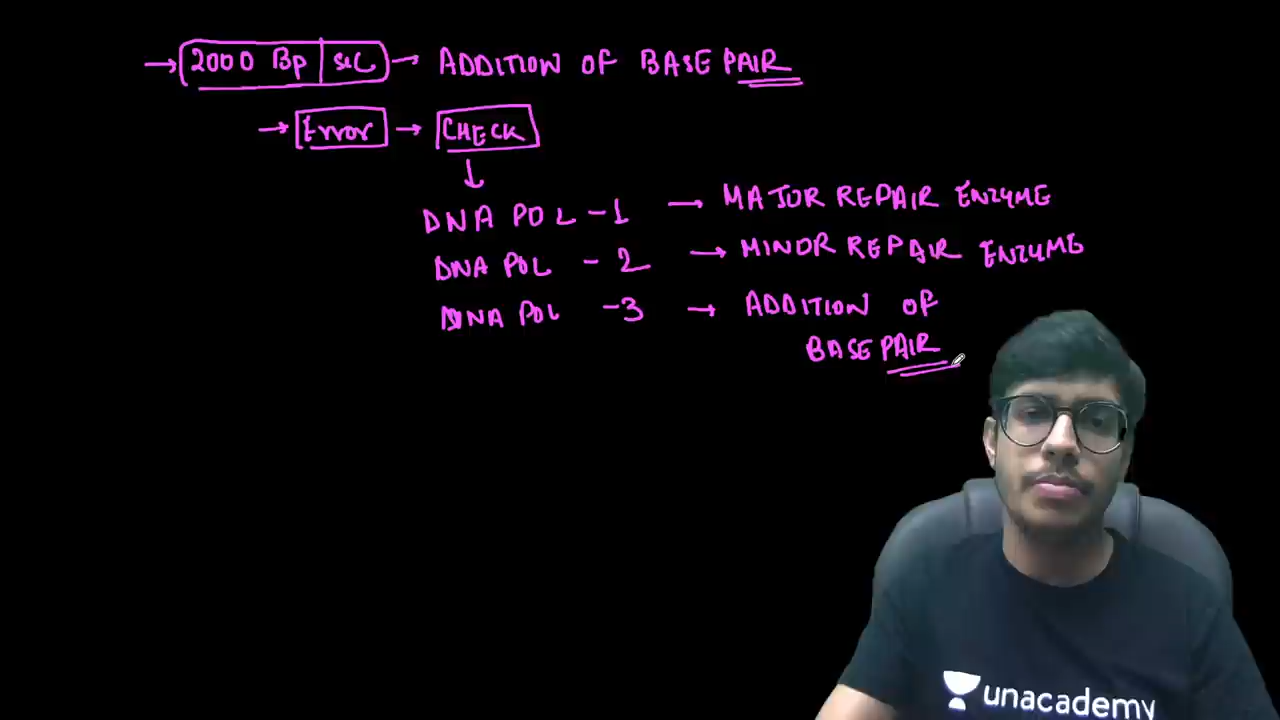 → 2000 Bp | sec → ADDITION OF BASE PAIR
→ Error → CHECK
↓
DNA POL - 1 → MAJOR REPAIR ENZYME
DNA POL - 2 → MINOR REPAIR ENZYME
DNA POL - 3 → ADDITION OF
BASE PAIR
unacademy